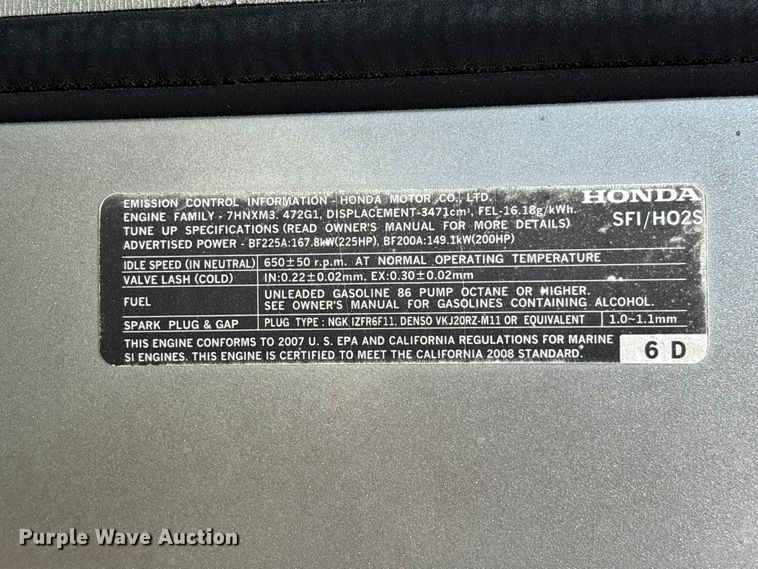 EMISSION CONTROL INFORMATION - HONDA MOTOR CO., LTD.
HONDA
ENGINE FAMILY - 7HNXM3. 472G1, DISPLACEMENT-3471cm³, FEL-16.18g/kWh.
SFI/HO2S
TUNE UP SPECIFICATIONS (READ OWNER'S MANUAL FOR MORE DETAILS)
ADVERTISED POWER - BF225A:167.8kW(225HP), BF200A:149.1kW(200HP)
IDLE SPEED (IN NEUTRAL) 650±50 r.p.m. AT NORMAL OPERATING TEMPERATURE
VALVE LASH (COLD) IN:0.22±0.02mm, EX:0.30±0.02mm
FUEL UNLEADED GASOLINE 86 PUMP OCTANE OR HIGHER.
SEE OWNER'S MANUAL FOR GASOLINES CONTAINING ALCOHOL.
SPARK PLUG & GAP PLUG TYPE : NGK IZFR6F11, DENSO VKJ20RZ-M11 OR EQUIVALENT 1.0~1.1mm
THIS ENGINE CONFORMS TO 2007 U. S. EPA AND CALIFORNIA REGULATIONS FOR MARINE
SI ENGINES. THIS ENGINE IS CERTIFIED TO MEET THE CALIFORNIA 2008 STANDARD.
6 D
Purple Wave Auction